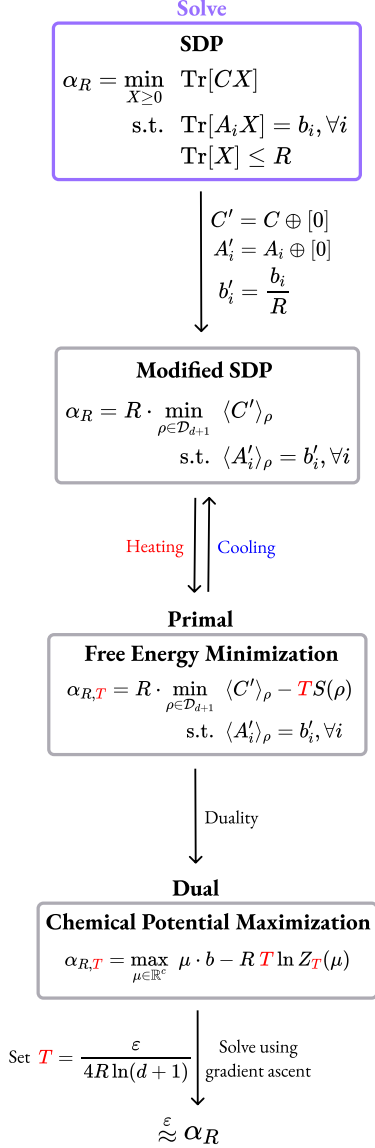 Solve
SDP
α_R = min_{X≥0} Tr[CX]
s.t. Tr[A_i X] = b_i, ∀i
Tr[X] ≤ R
C' = C ⊕ [0]
A'_i = A_i ⊕ [0]
b'_i = b_i / R
Modified SDP
α_R = R · min_{ρ∈𝒟_{d+1}} ⟨C'⟩_ρ
s.t. ⟨A'_i⟩_ρ = b'_i, ∀i
Heating Cooling
Primal
Free Energy Minimization
α_{R,T} = R · min_{ρ∈𝒟_{d+1}} ⟨C'⟩_ρ − TS(ρ)
s.t. ⟨A'_i⟩_ρ = b'_i, ∀i
Duality
Dual
Chemical Potential Maximization
α_{R,T} = max_{μ∈ℝ^c} μ · b − R T ln Z_T(μ)
Set T = ε / (4R ln(d + 1))
Solve using
gradient ascent
≈^ε α_R